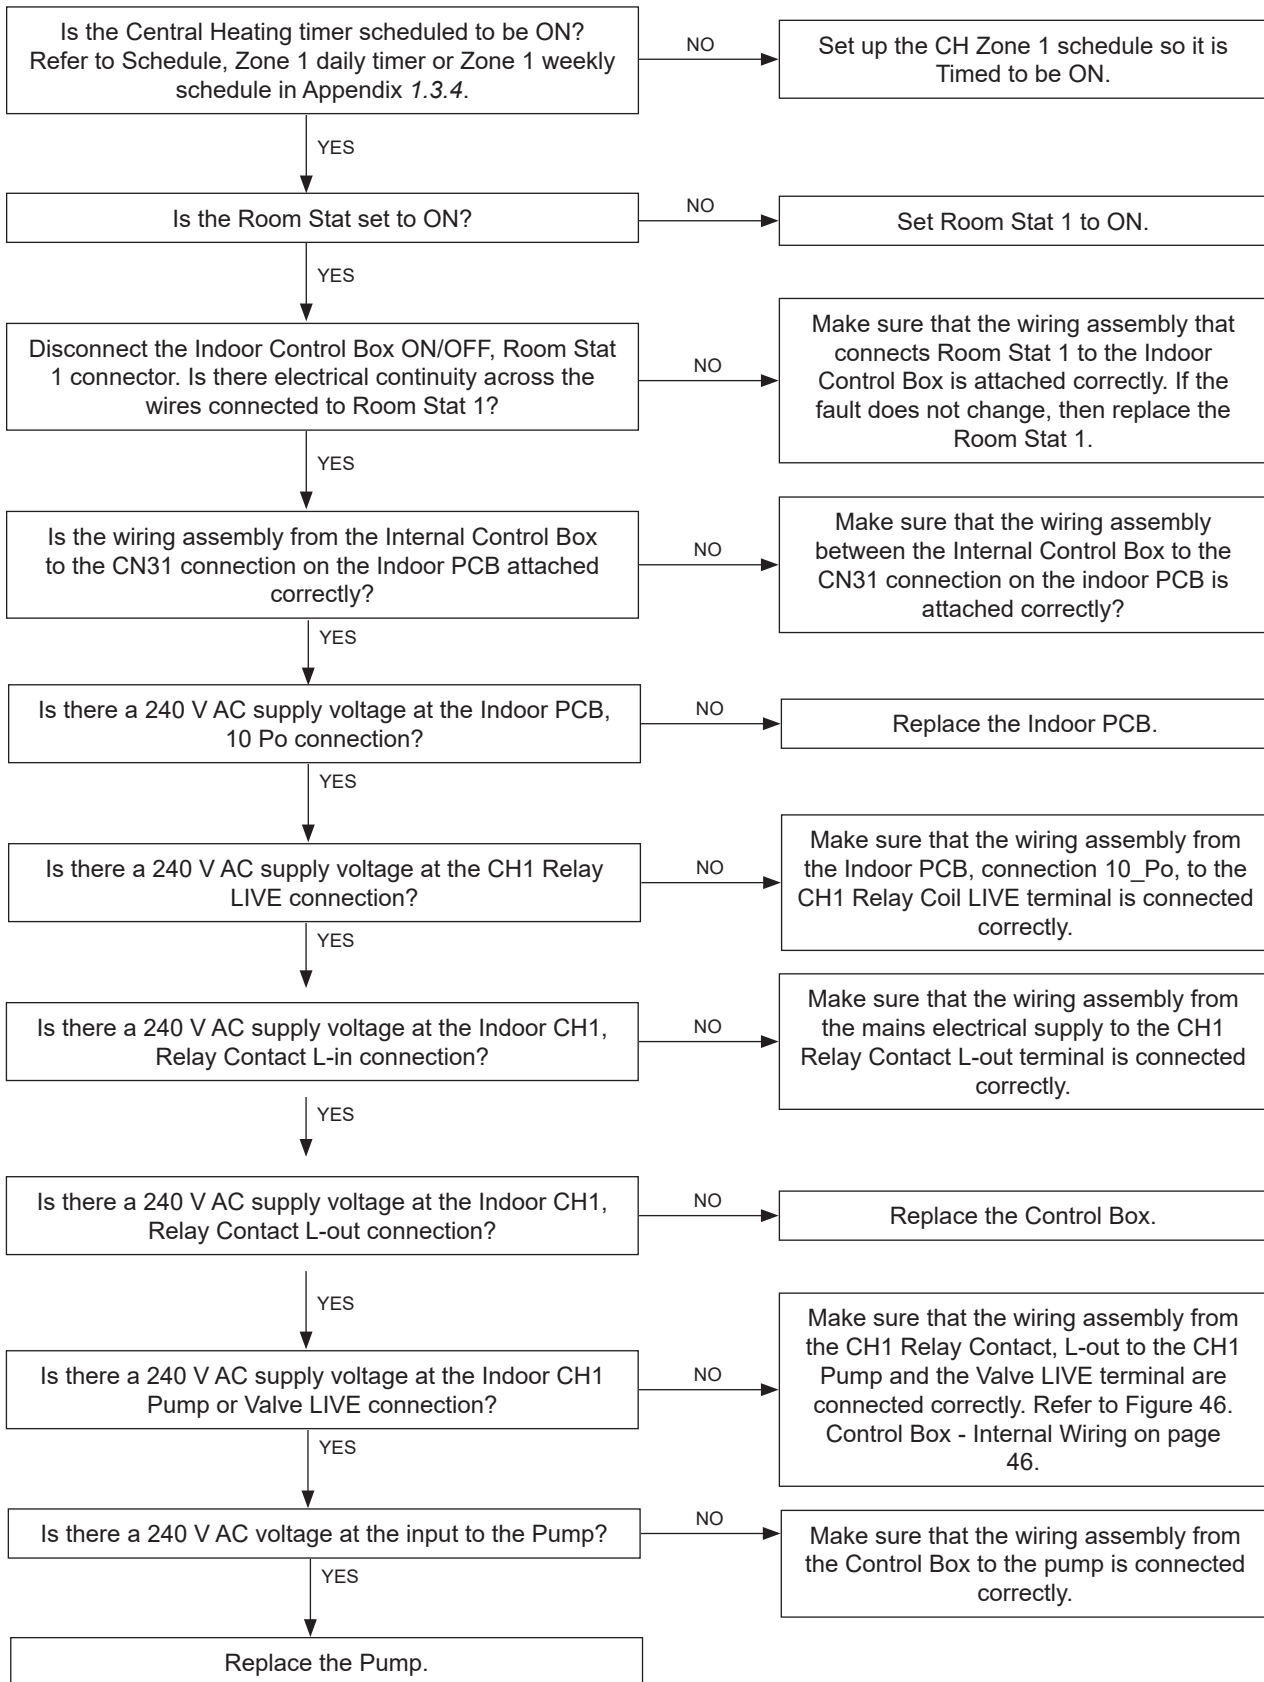 Is the Central Heating timer scheduled to be ON?
Refer to Schedule, Zone 1 daily timer or Zone 1 weekly
schedule in Appendix 1.3.4.
NO
Set up the CH Zone 1 schedule so it is
Timed to be ON.
YES
Is the Room Stat set to ON?
NO
Set Room Stat 1 to ON.
YES
Disconnect the Indoor Control Box ON/OFF, Room Stat
1 connector. Is there electrical continuity across the
wires connected to Room Stat 1?
NO
Make sure that the wiring assembly that
connects Room Stat 1 to the Indoor
Control Box is attached correctly. If the
fault does not change, then replace the
Room Stat 1.
YES
Is the wiring assembly from the Internal Control Box
to the CN31 connection on the Indoor PCB attached
correctly?
NO
Make sure that the wiring assembly
between the Internal Control Box to the
CN31 connection on the indoor PCB is
attached correctly?
YES
Is there a 240 V AC supply voltage at the Indoor PCB,
10 Po connection?
NO
Replace the Indoor PCB.
YES
Is there a 240 V AC supply voltage at the CH1 Relay
LIVE connection?
NO
Make sure that the wiring assembly from
the Indoor PCB, connection 10_Po, to the
CH1 Relay Coil LIVE terminal is connected
correctly.
YES
Is there a 240 V AC supply voltage at the Indoor CH1,
Relay Contact L-in connection?
NO
Make sure that the wiring assembly from
the mains electrical supply to the CH1
Relay Contact L-out terminal is connected
correctly.
YES
Is there a 240 V AC supply voltage at the Indoor CH1,
Relay Contact L-out connection?
NO
Replace the Control Box.
YES
Is there a 240 V AC supply voltage at the Indoor CH1
Pump or Valve LIVE connection?
NO
Make sure that the wiring assembly from
the CH1 Relay Contact, L-out to the CH1
Pump and the Valve LIVE terminal are
connected correctly. Refer to Figure 46.
Control Box - Internal Wiring on page
46.
YES
Is there a 240 V AC voltage at the input to the Pump?
NO
Make sure that the wiring assembly from
the Control Box to the pump is connected
correctly.
YES
Replace the Pump.